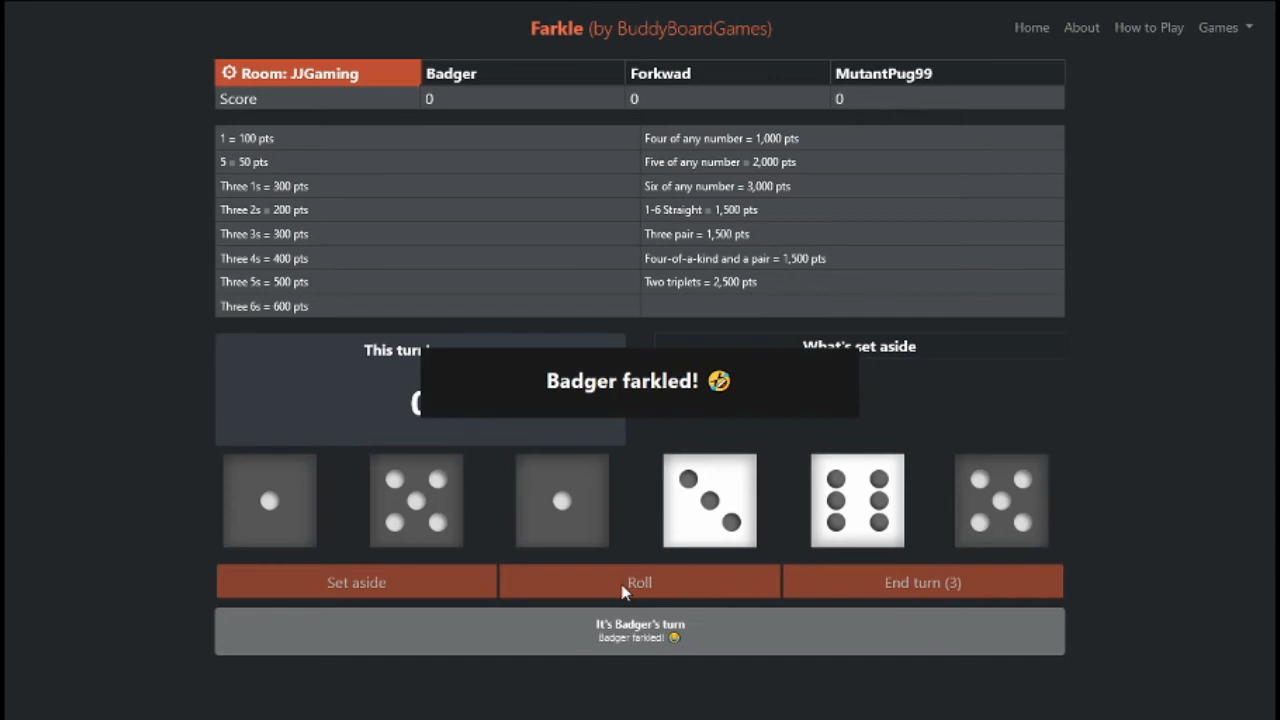 Farkle (by BuddyBoardGames)
Home About How to Play Games
Room: JJGaming Badger Forkwad MutantPug99
Score 0 0 0
1 = 100 pts Four of any number = 1,000 pts
5 = 50 pts Five of any number = 2,000 pts
Three 1s = 300 pts Six of any number = 3,000 pts
Three 2s = 200 pts 1-6 Straight = 1,500 pts
Three 3s = 300 pts Three pair = 1,500 pts
Three 4s = 400 pts Four-of-a-kind and a pair = 1,500 pts
Three 5s = 500 pts Two triplets = 2,500 pts
Three 6s = 600 pts
This turn What's set aside
Badger farkled! 🤣
0
Set aside Roll End turn (3)
It's Badger's turn
Badger farkled! 🤣